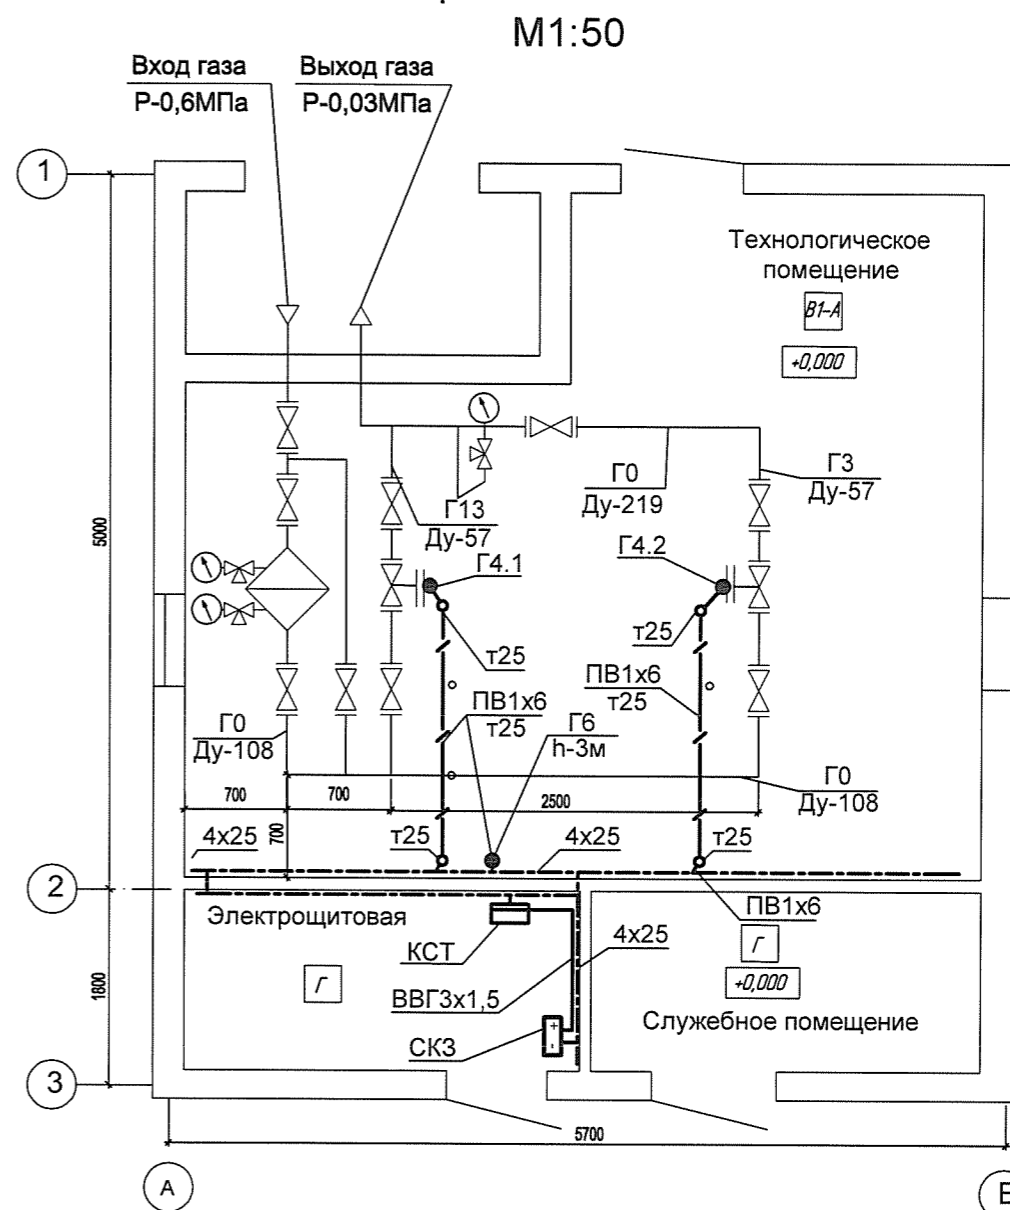 М1:50
Вход газа
Р-0,6МПа
Выход газа
Р-0,03МПа
1
Технологическое
помещение
В1-А
+0,000
5000
Г13
Ду-57
Г0
Ду-219
Г3
Ду-57
Г4.1
Г4.2
т25
т25
ПВ1х6
т25
ПВ1х6
т25
Г6
h-3м
Г0
Ду-108
Г0
Ду-108
700
700
2500
700
4х25
т25
4х25
т25
2
Электрощитовая
ПВ1х6
КСТ
4х25
Г
Г
+0,000
1800
ВВГ3х1,5
Служебное помещение
СКЗ
+
-
3
5700
А